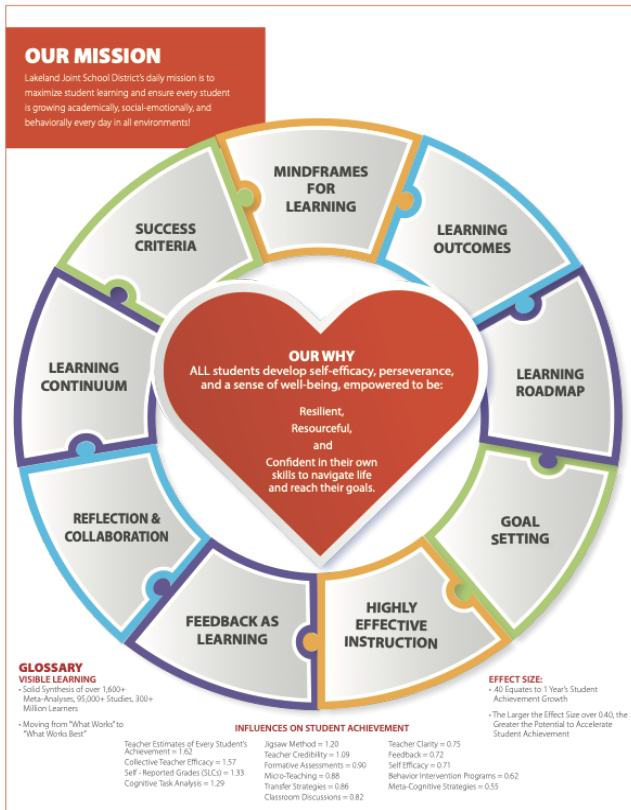 OUR MISSION
Lakeland Joint School District's daily mission is to
maximize student learning and ensure every student
is growing academically, social-emotionally, and
behaviorally every day in all environments!
MINDFRAMES
FOR
LEARNING
LEARNING
OUTCOMES
LEARNING
ROADMAP
GOAL
SETTING
HIGHLY
EFFECTIVE
INSTRUCTION
FEEDBACK AS
LEARNING
REFLECTION &
COLLABORATION
LEARNING
CONTINUUM
SUCCESS
CRITERIA
OUR WHY
ALL students develop self-efficacy, perseverance,
and a sense of well-being, empowered to be:
Resilient,
Resourceful,
and
Confident in their own
skills to navigate life
and reach their goals.
GLOSSARY
VISIBLE LEARNING
• Solid Synthesis of over 1,600+
Meta-Analyses, 95,000+ Studies, 300+
Million Learners
• Moving from "What Works" to
"What Works Best"
INFLUENCES ON STUDENT ACHIEVEMENT
Teacher Estimates of Every Student's
Achievement = 1.62
Collective Teacher Efficacy = 1.57
Self - Reported Grades (SLCs) = 1.33
Cognitive Task Analysis = 1.29
Jigsaw Method = 1.20
Teacher Credibility = 1.09
Formative Assessments = 0.90
Micro-Teaching = 0.88
Transfer Strategies = 0.86
Classroom Discussions = 0.82
Teacher Clarity = 0.75
Feedback = 0.72
Self Efficacy = 0.71
Behavior Intervention Programs = 0.62
Meta-Cognitive Strategies = 0.55
EFFECT SIZE:
• .40 Equates to 1 Year's Student
Achievement Growth
• The Larger the Effect Size over 0.40, the
Greater the Potential to Accelerate
Student Achievement